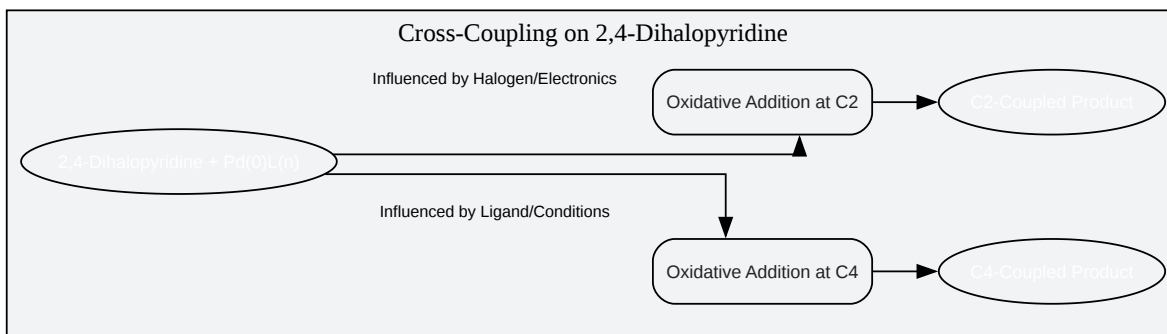 Cross-Coupling on 2,4-Dihalopyridine
Influenced by Halogen/Electronics
Oxidative Addition at C2
C2-Coupled Product
2,4-Dihalopyridine + Pd(0)L(n)
Influenced by Ligand/Conditions
Oxidative Addition at C4
C4-Coupled Product